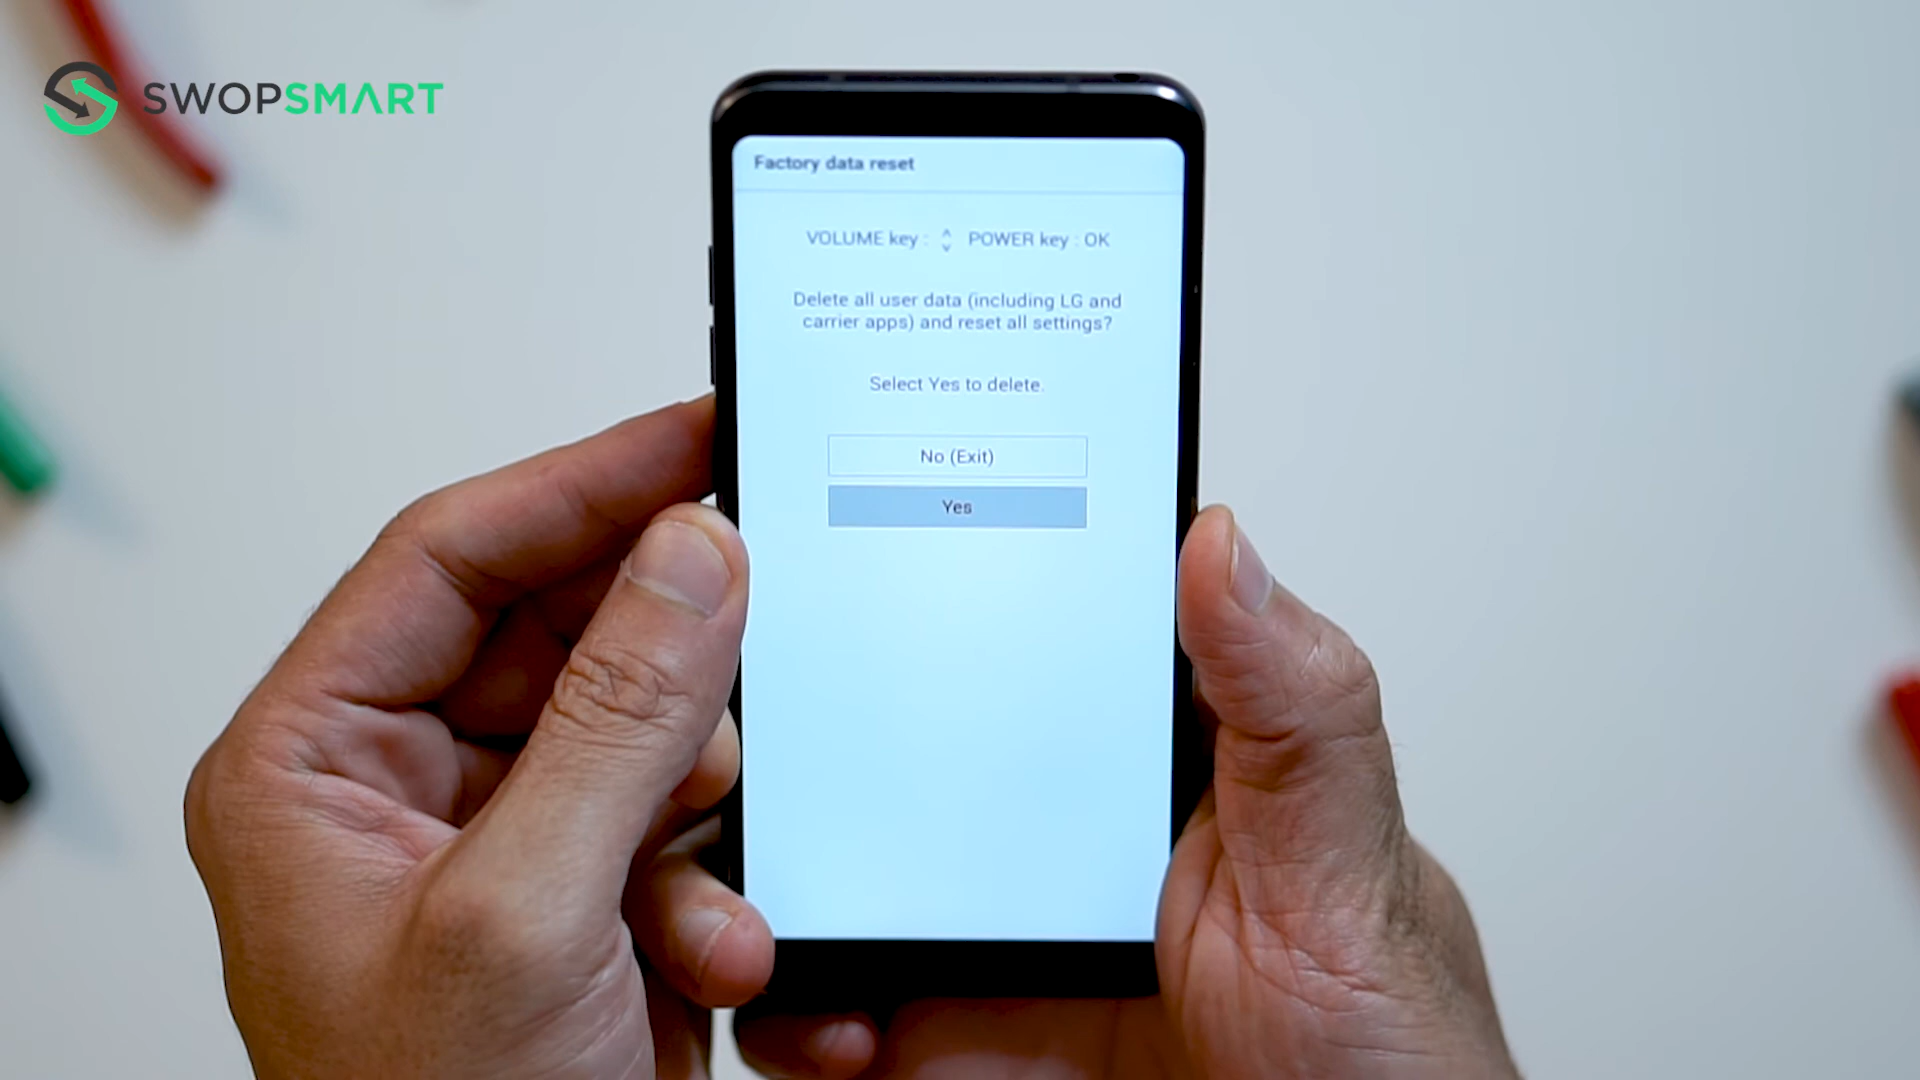 SWOPSMART
Factory data reset
VOLUME key : POWER key : OK
Delete all user data (including LG and
carrier apps) and reset all settings?
Select Yes to delete.
No (Exit)
Yes